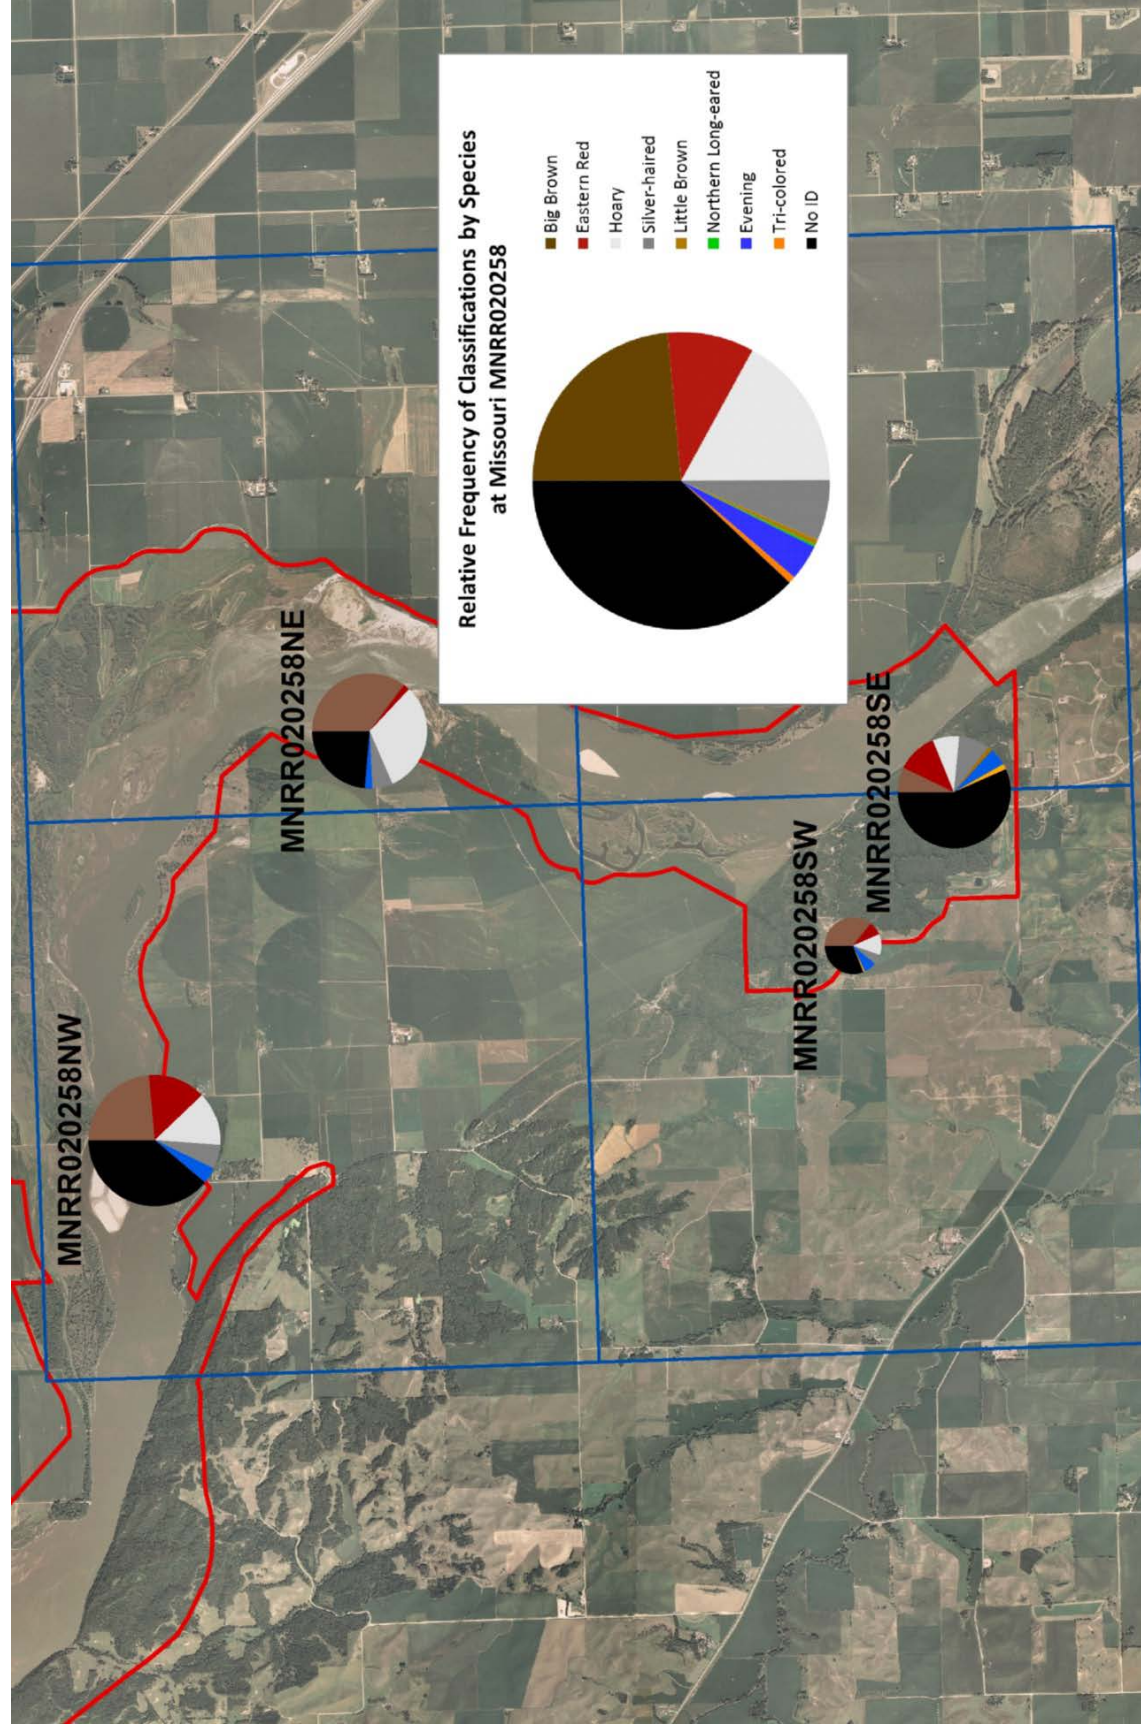 MNRR020258NW
MNRR020258NE
MNRR020258SW
MNRR020258SE
Relative Frequency of Classifications by Species
at Missouri MNRR020258
Big Brown
Eastern Red
Hoary
Silver-haired
Little Brown
Northern Long-eared
Evening
Tri-colored
No ID